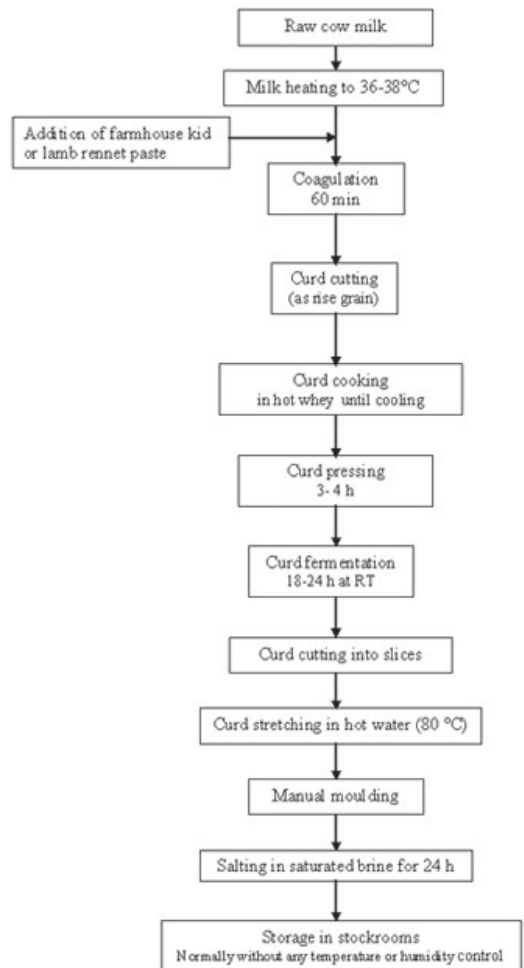 Raw cow milk
Milk heating to 36-38°C
Addition of farmhouse kid
or lamb rennet paste
Coagulation
60 min
Curd cutting
(as rise grain)
Curd cooking
in hot whey until cooling
Curd pressing
3- 4 h
Curd fermentation
18-24 h at RT
Curd cutting into slices
Curd stretching in hot water (80 °C)
Manual moulding
Salting in saturated brine for 24 h
Storage in stockrooms
Normally without any temperature or humidity control